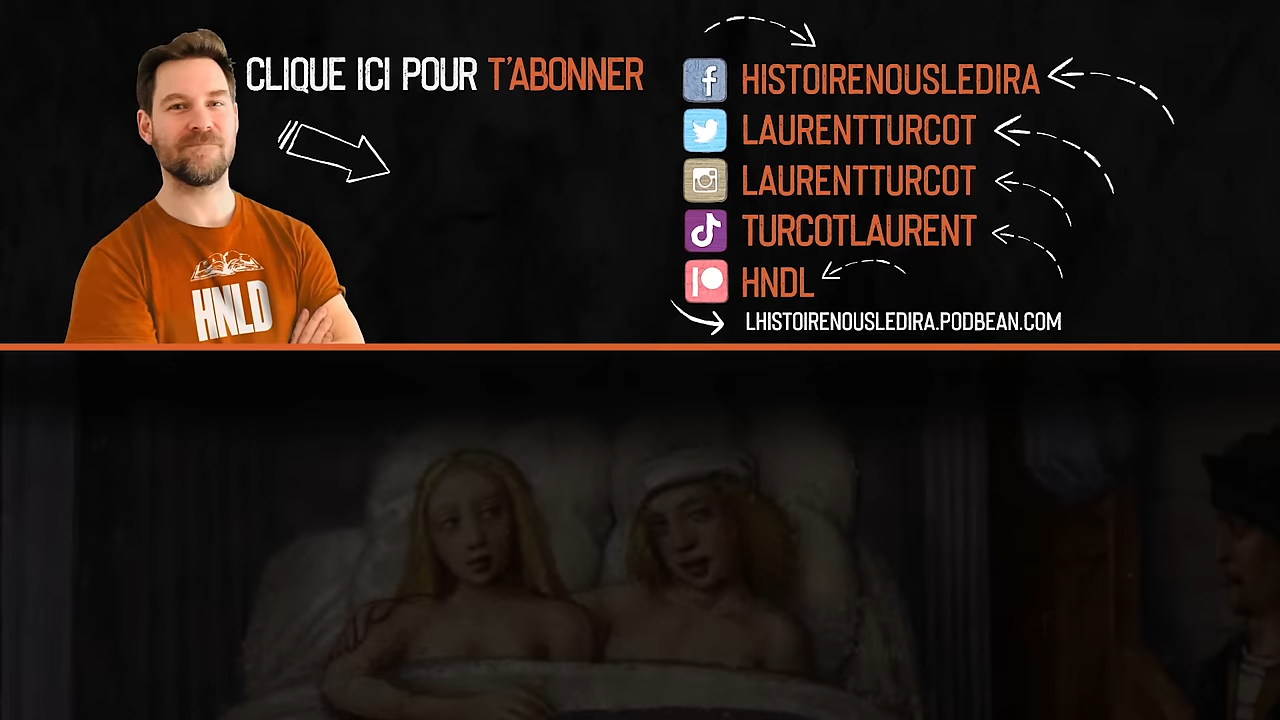 CLIQUE ICI POUR T'ABONNER
HISTOIRENOUSLEDIRA
LAURENTTURCOT
LAURENTTURCOT
TURCOTLAURENT
HNDL
LHISTOIRENOUSLEDIRA.PODBEAN.COM
HNLD